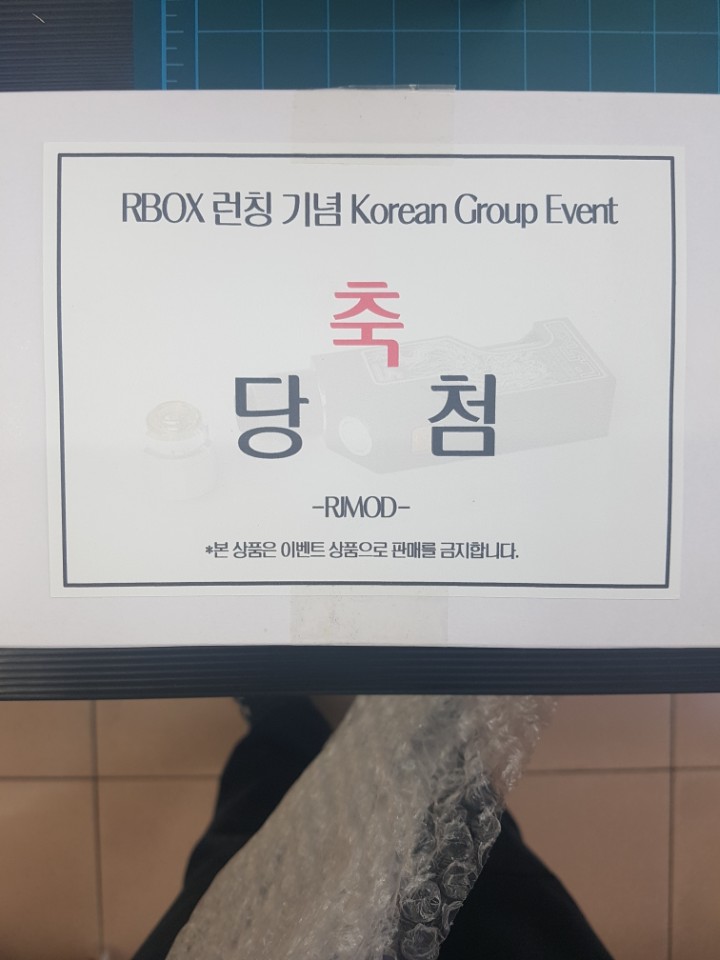 RBOX 런칭 기념 Korean Group Event
축
당 첨
-RJMOD-
*본 상품은 이벤트 상품으로 판매를 금지합니다.